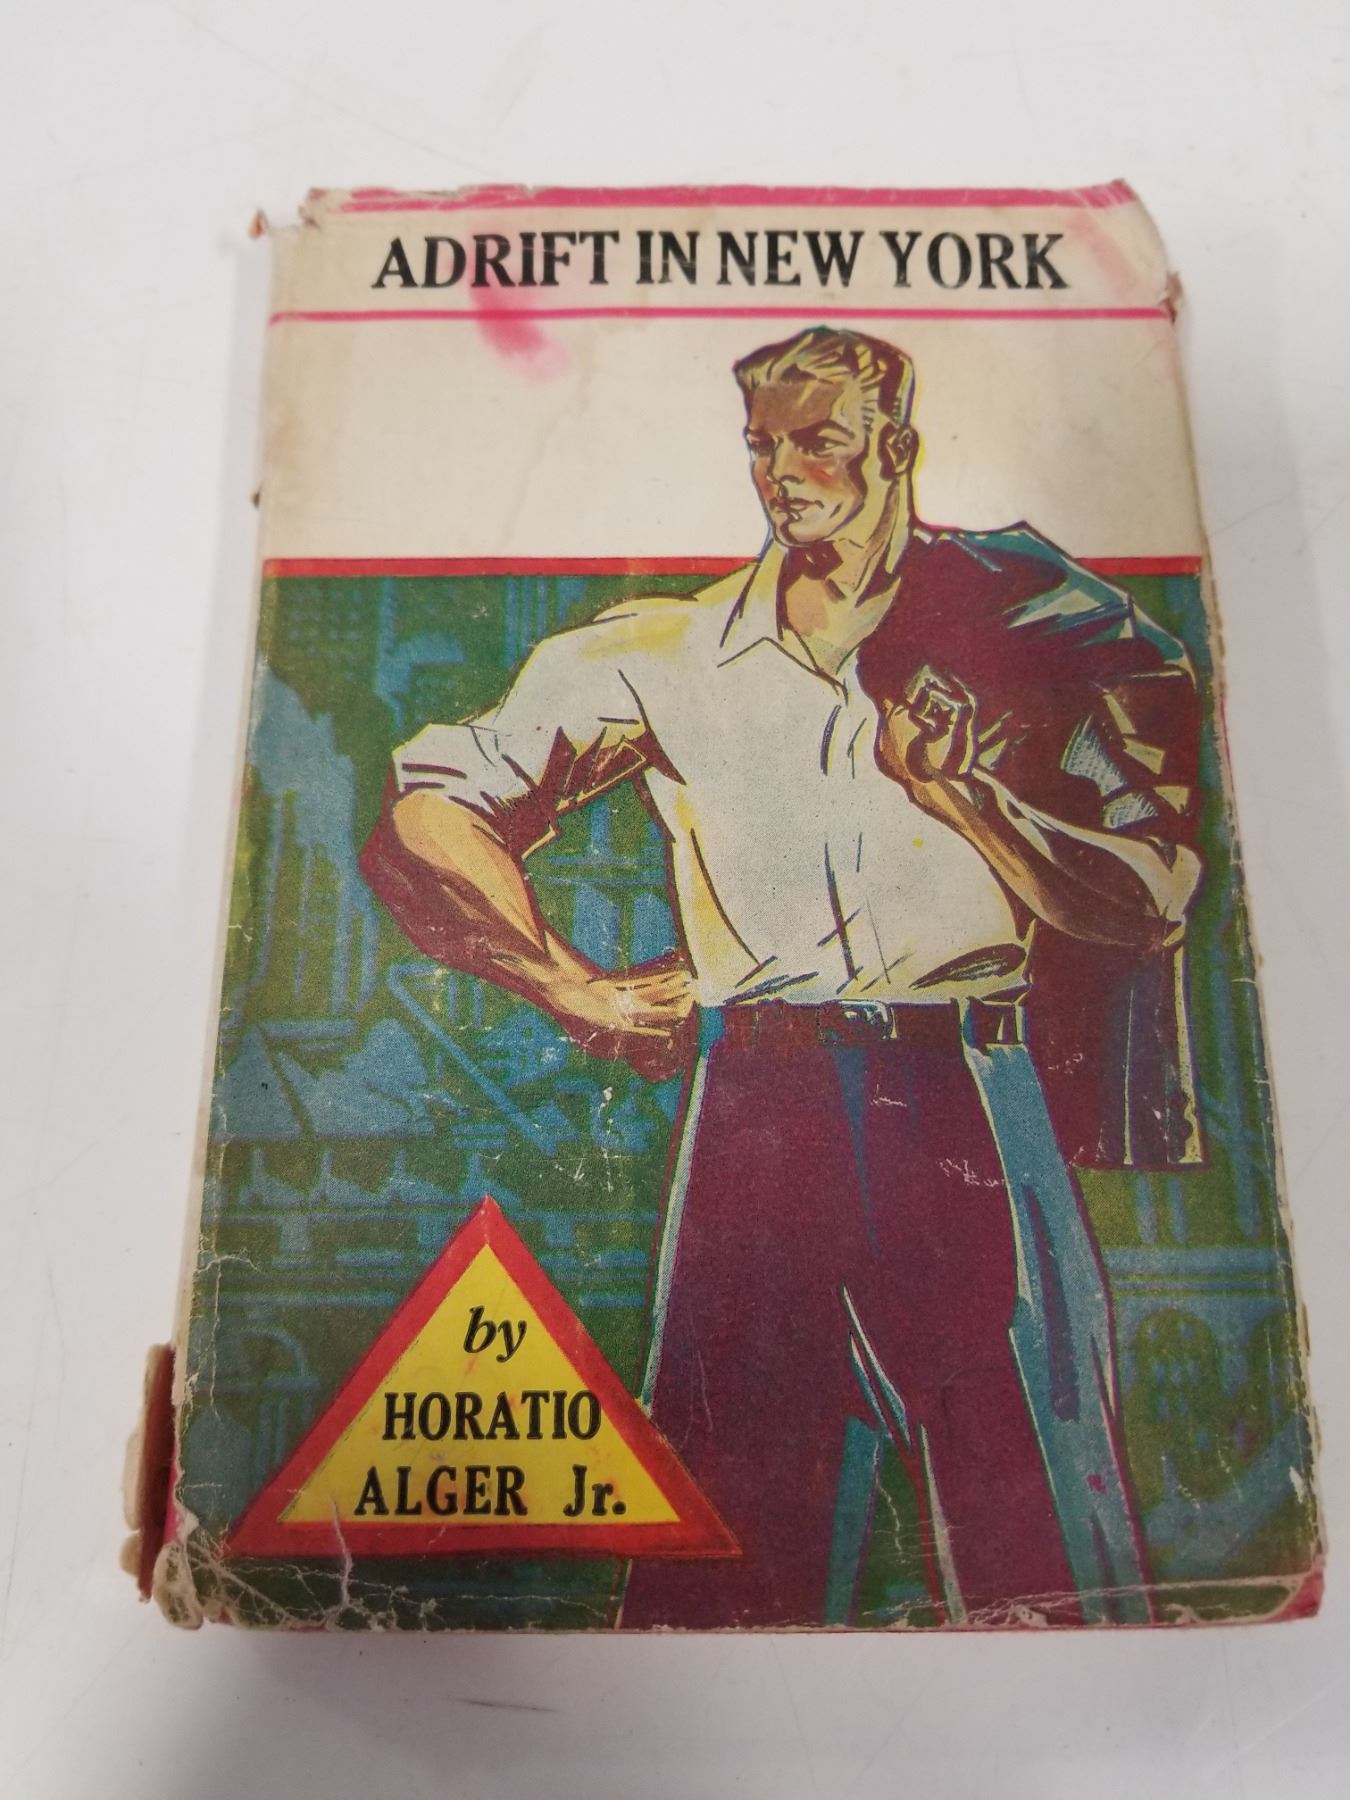 ADRIFT IN NEW YORK
by
HORATIO
ALGER Jr.